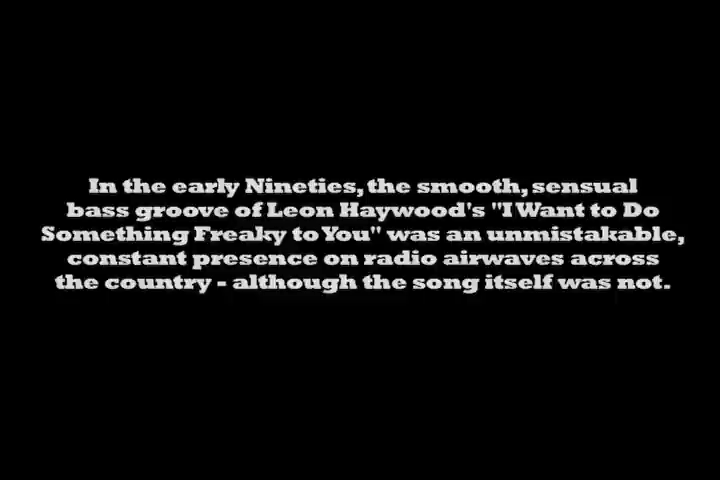 In the early Nineties, the smooth, sensual
bass groove of Leon Haywood's "I Want to Do
Something Freaky to You" was an unmistakable,
constant presence on radio airwaves across
the country - although the song itself was not.